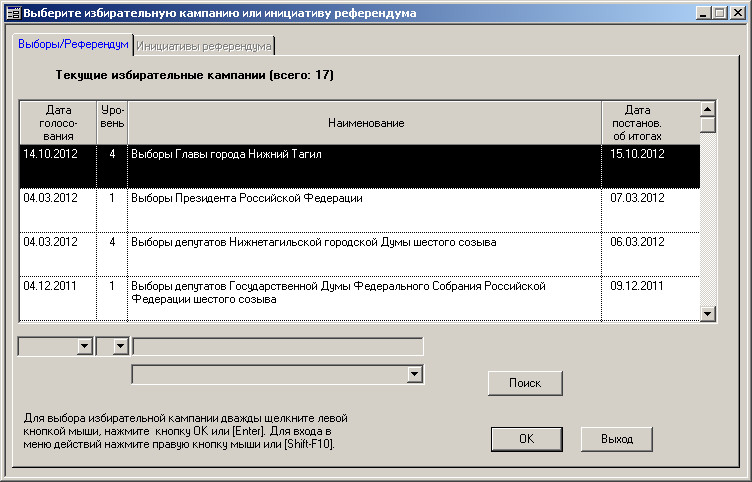 Выберите избирательную кампанию или инициативу референдума
Выборы/Референдум
Инициативы референдума
Текущие избирательные кампании (всего: 17)
Дата
голосо-
вания
Уро-
вень
Наименование
Дата
постанов.
об итогах
14.10.2012 4 Выборы Главы города Нижний Тагил 15.10.2012
04.03.2012 1 Выборы Президента Российской Федерации 07.03.2012
04.03.2012 4 Выборы депутатов Нижнетагильской городской Думы шестого созыва 06.03.2012
04.12.2011 1 Выборы депутатов Государственной Думы Федерального Собрания Российской 09.12.2011
Федерации шестого созыва
Поиск
Для выбора избирательной кампании дважды щелкните левой
кнопкой мыши, нажмите кнопку OK или [Enter]. Для входа в
меню действий нажмите правую кнопку мыши или [Shift-F10].
OK
Выход